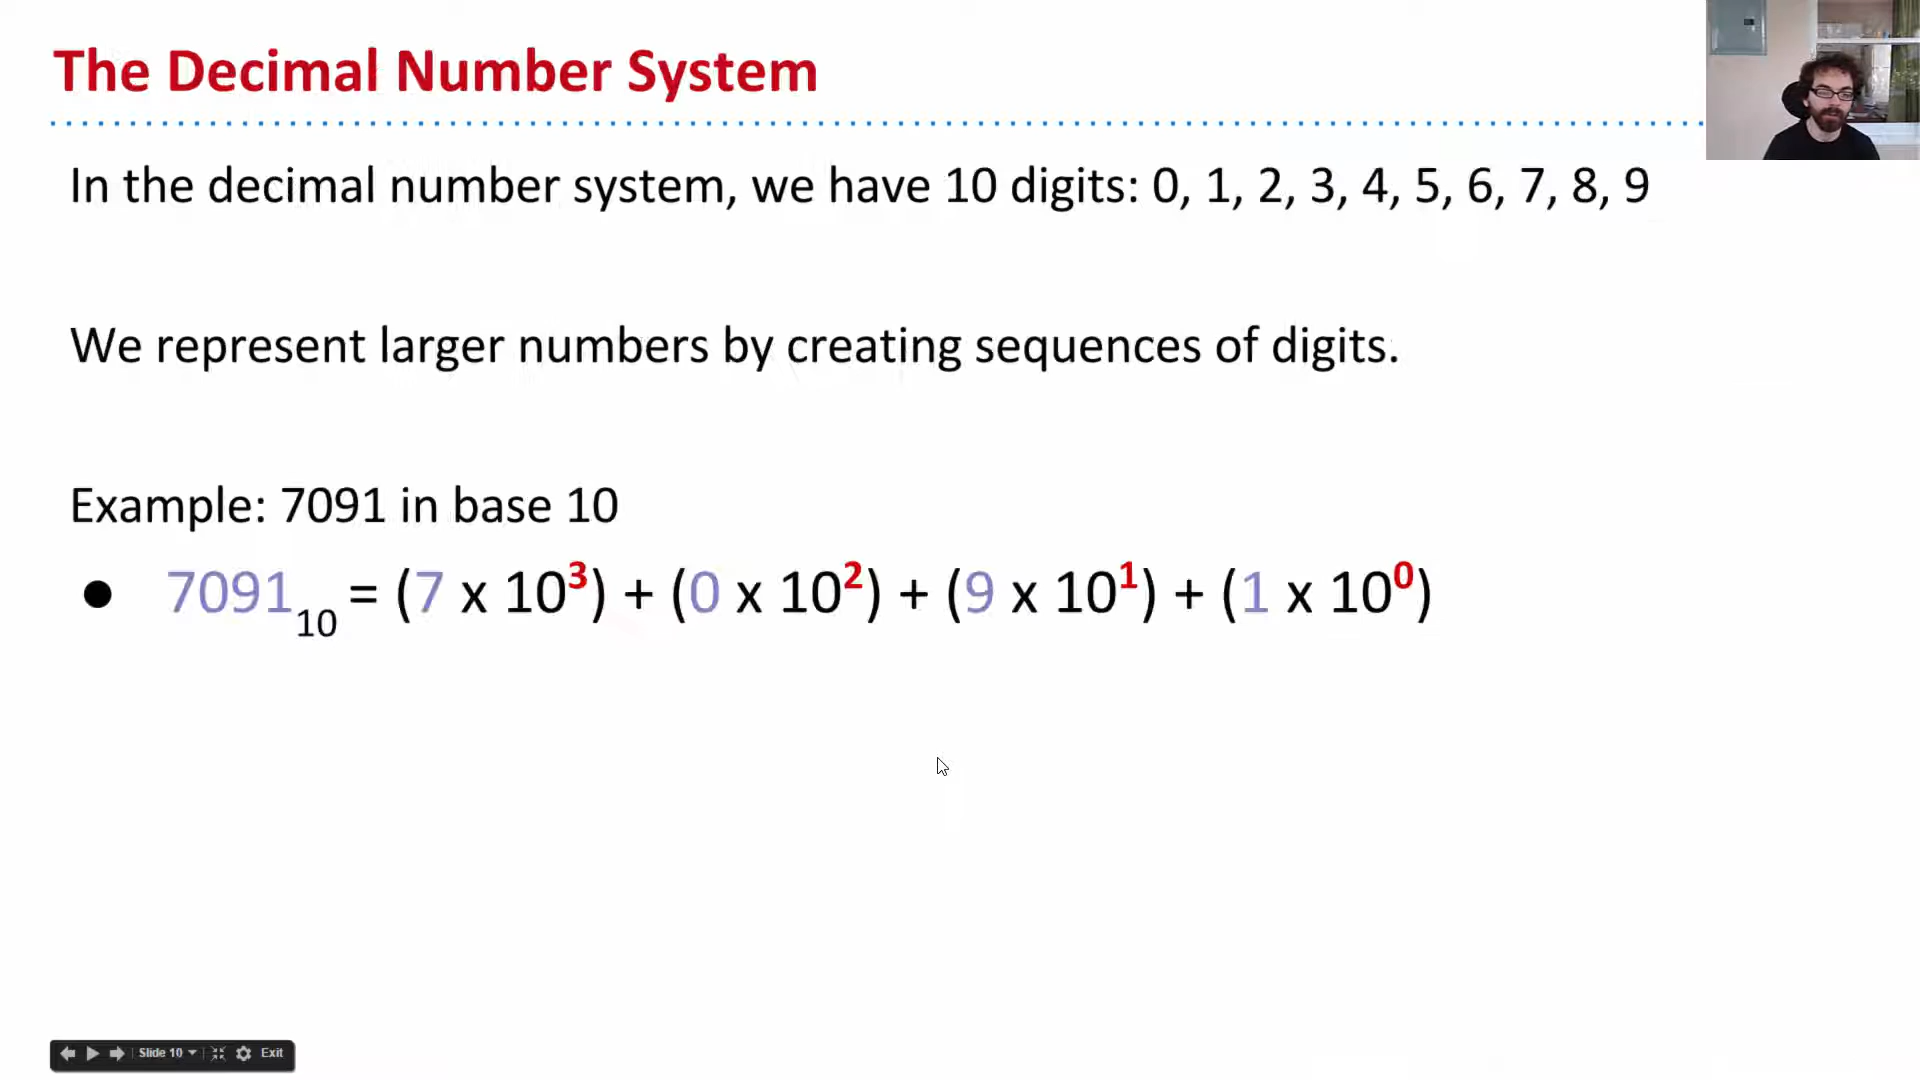 The Decimal Number System
In the decimal number system, we have 10 digits: 0, 1, 2, 3, 4, 5, 6, 7, 8, 9
We represent larger numbers by creating sequences of digits.
Example: 7091 in base 10
● 7091₁₀ = (7 x 10³) + (0 x 10²) + (9 x 10¹) + (1 x 10⁰)
Slide 10 Exit